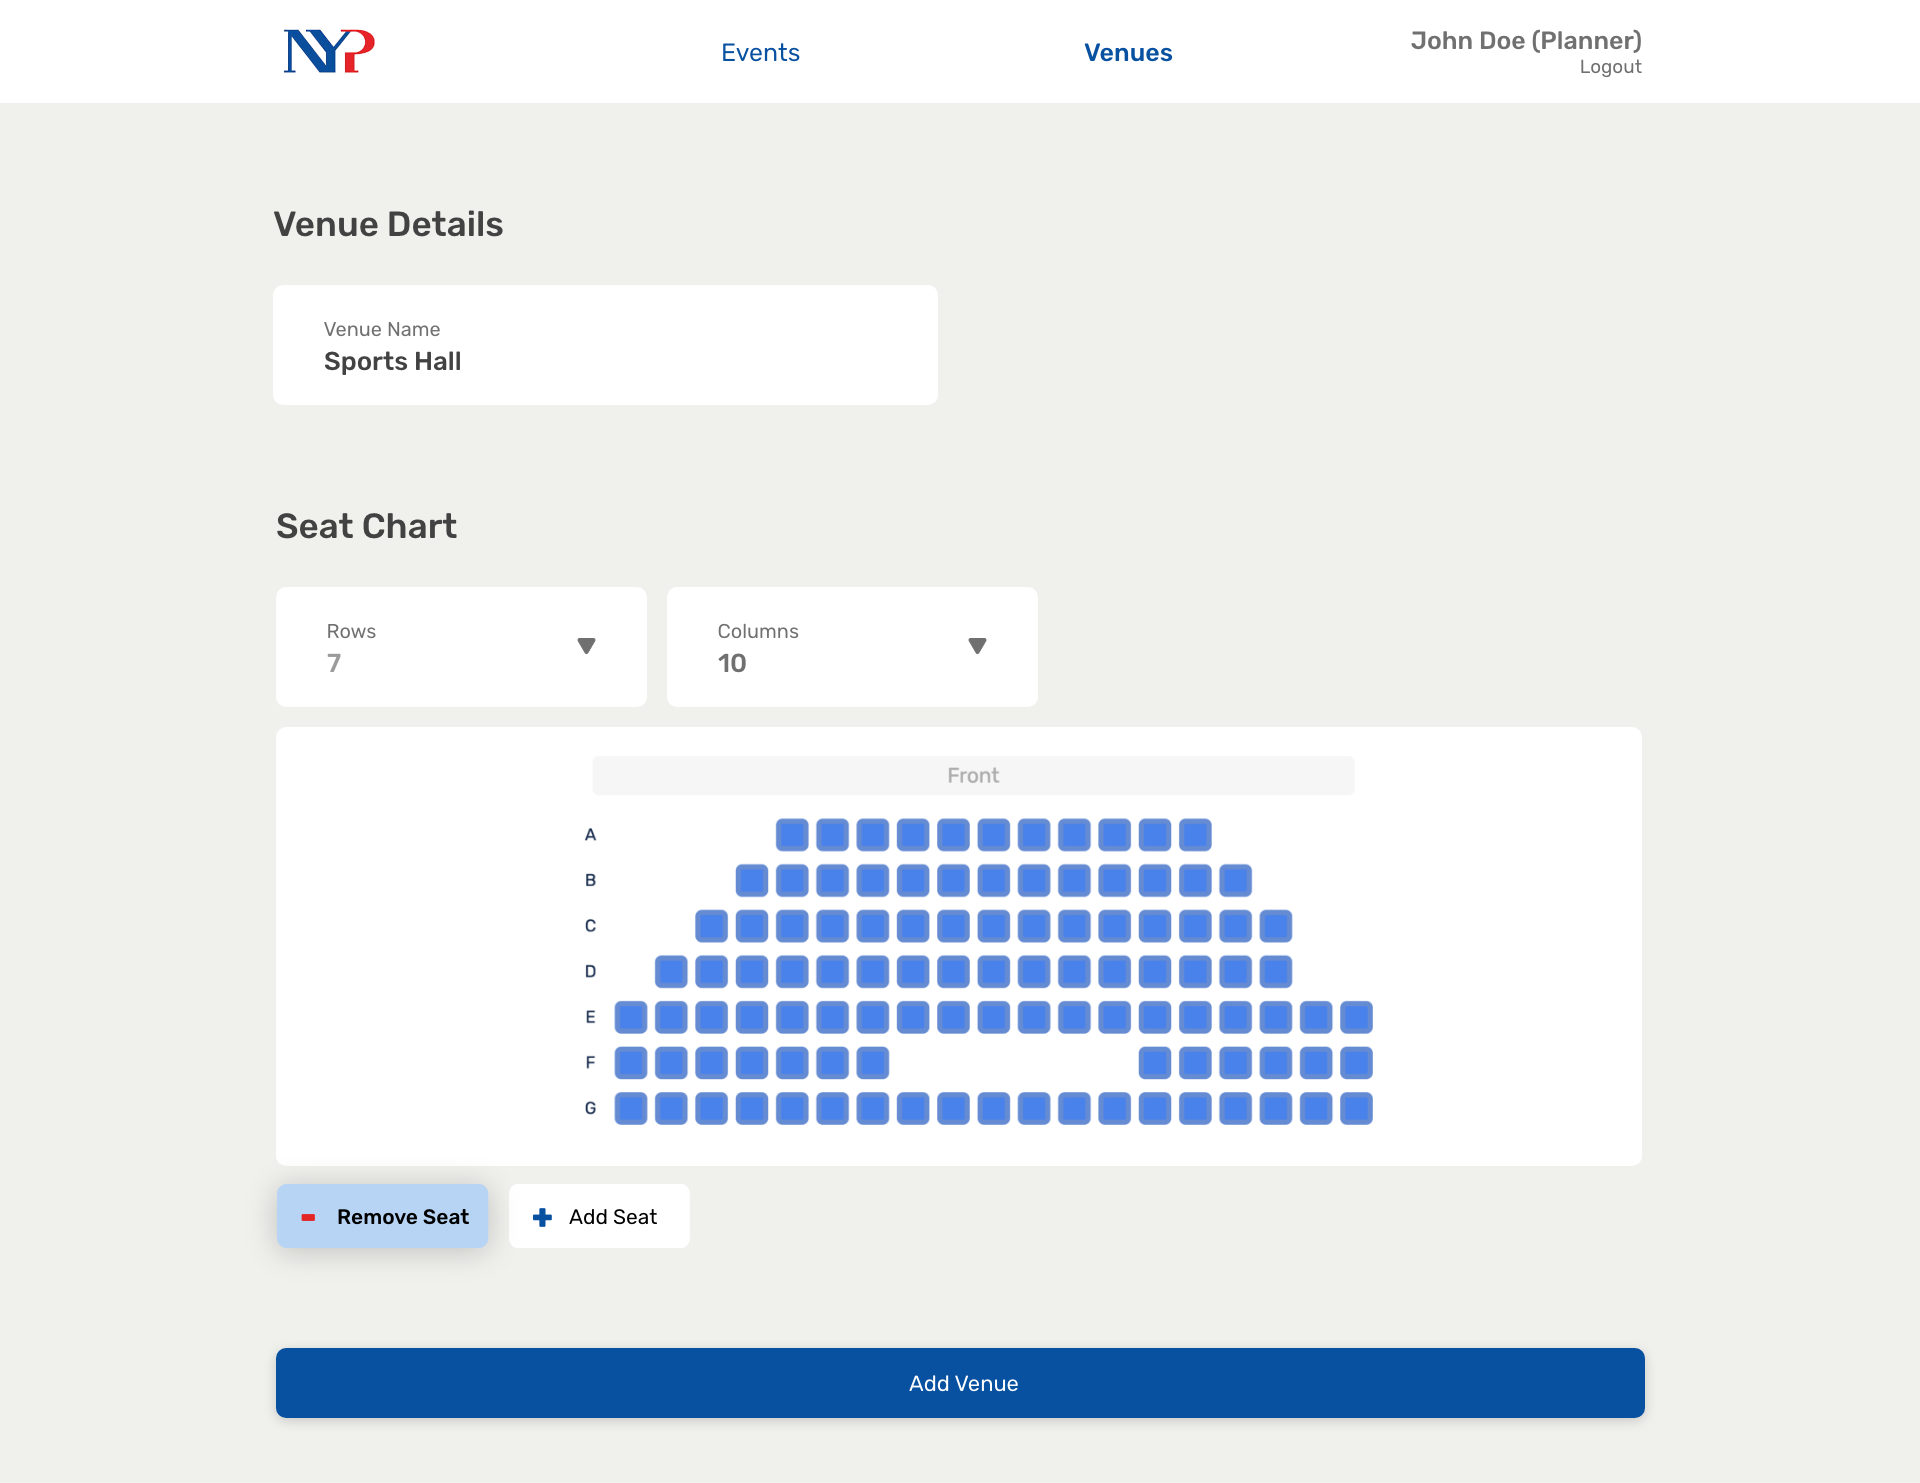 NYP
Events
Venues
John Doe (Planner)
Logout
Venue Details
Venue Name
Sports Hall
Seat Chart
Rows
7
Columns
10
Front
A
B
C
D
E
F
G
Remove Seat
Add Seat
Add Venue